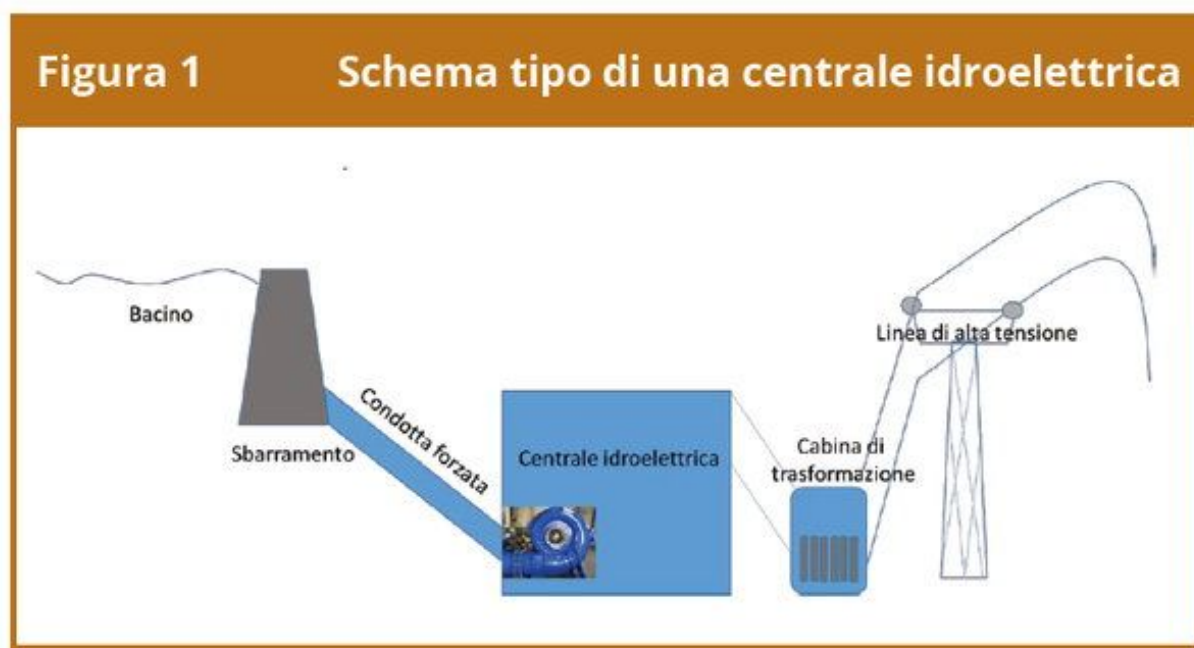 Figura 1 Schema tipo di una centrale idroelettrica
Bacino
Sbarramento
Condotta forzata
Centrale idroelettrica
Cabina di
trasformazione
Linea di alta tensione